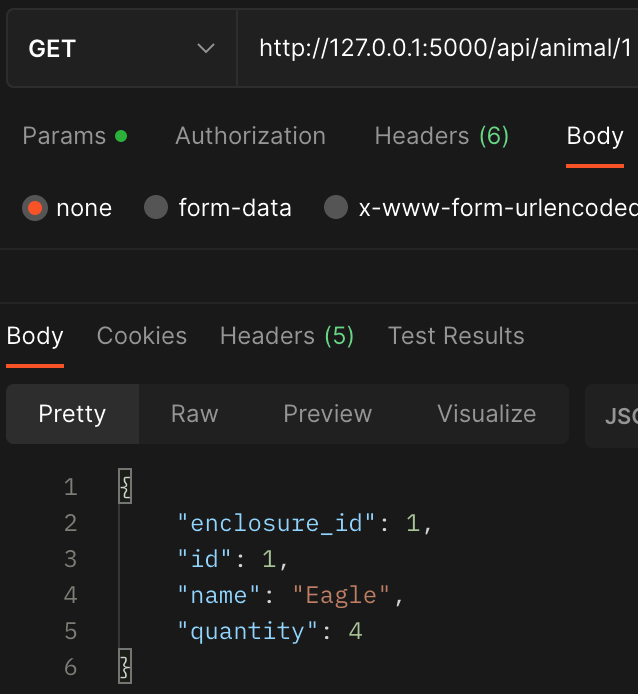 GET http://127.0.0.1:5000/api/animal/1
Params Authorization Headers (6) Body
none form-data x-www-form-urlencoded
Body Cookies Headers (5) Test Results
Pretty Raw Preview Visualize JSO
1 {
2 "enclosure_id": 1,
3 "id": 1,
4 "name": "Eagle",
5 "quantity": 4
6 }